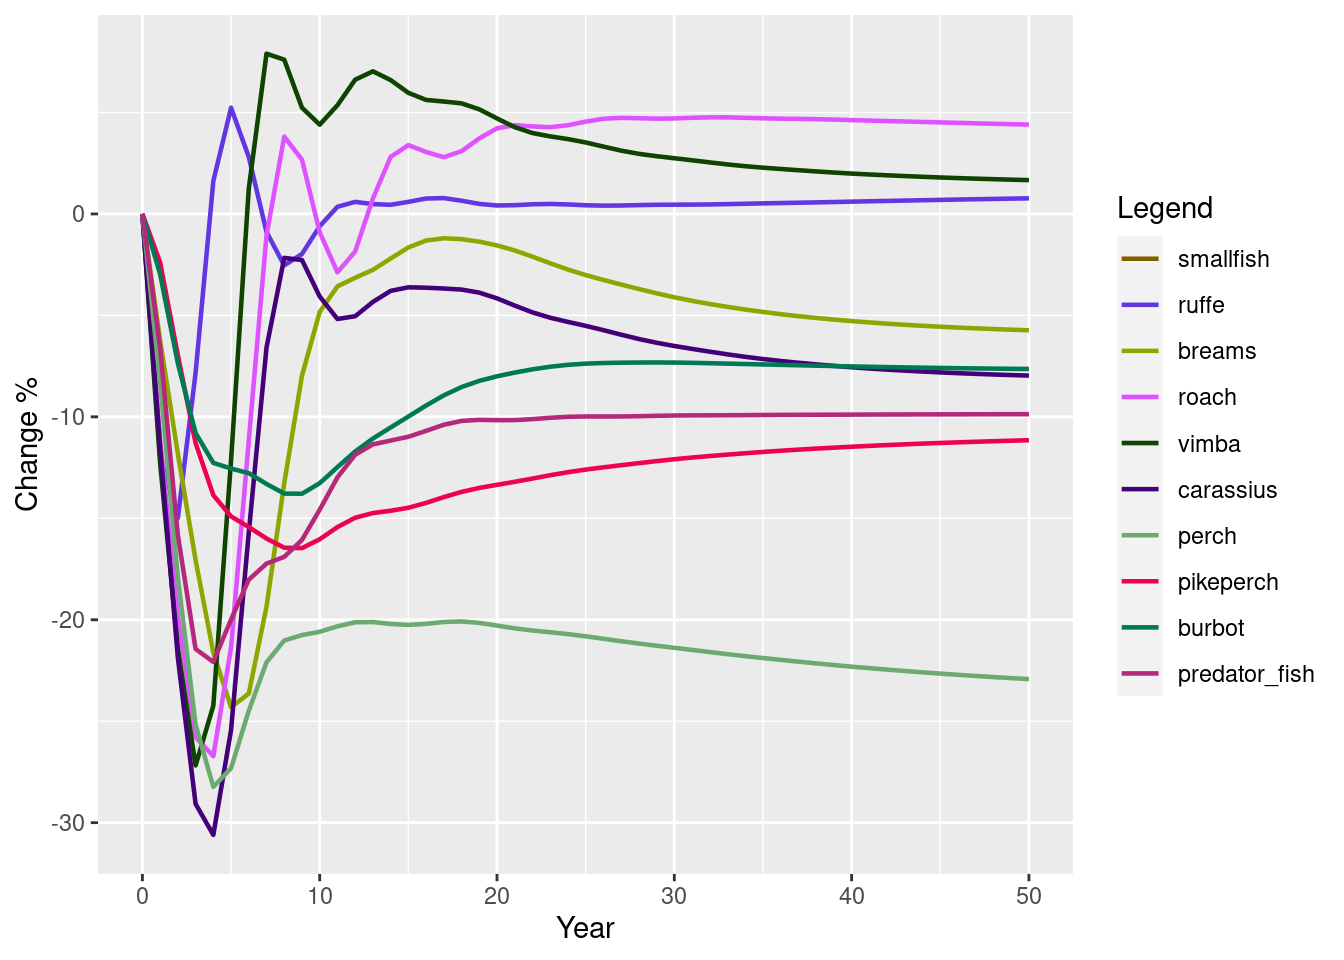 0
-10
-20
-30
Change %
0 10 20 30 40 50
Year
Legend
smallfish
ruffe
breams
roach
vimba
carassius
perch
pikeperch
burbot
predator_fish